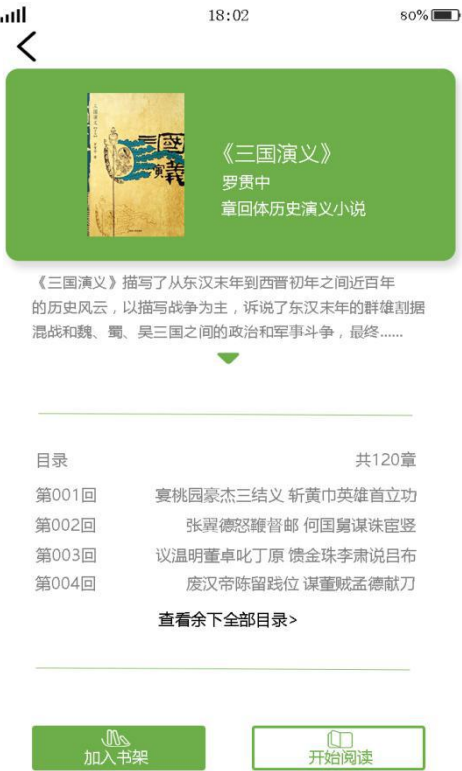 18:02
80%
三國演義
《三国演义》
罗贯中
章回体历史演义小说
《三国演义》描写了从东汉末年到西晋初年之间近百年
的历史风云，以描写战争为主，诉说了东汉末年的群雄割据
混战和魏、蜀、吴三国之间的政治和军事斗争，最终......
目录 共120章
第001回 宴桃园豪杰三结义 斩黄巾英雄首立功
第002回 张翼德怒鞭督邮 何国舅谋诛宦竖
第003回 议温明董卓叱丁原 馈金珠李肃说吕布
第004回 废汉帝陈留践位 谋董贼孟德献刀
查看余下全部目录>
加入书架
开始阅读